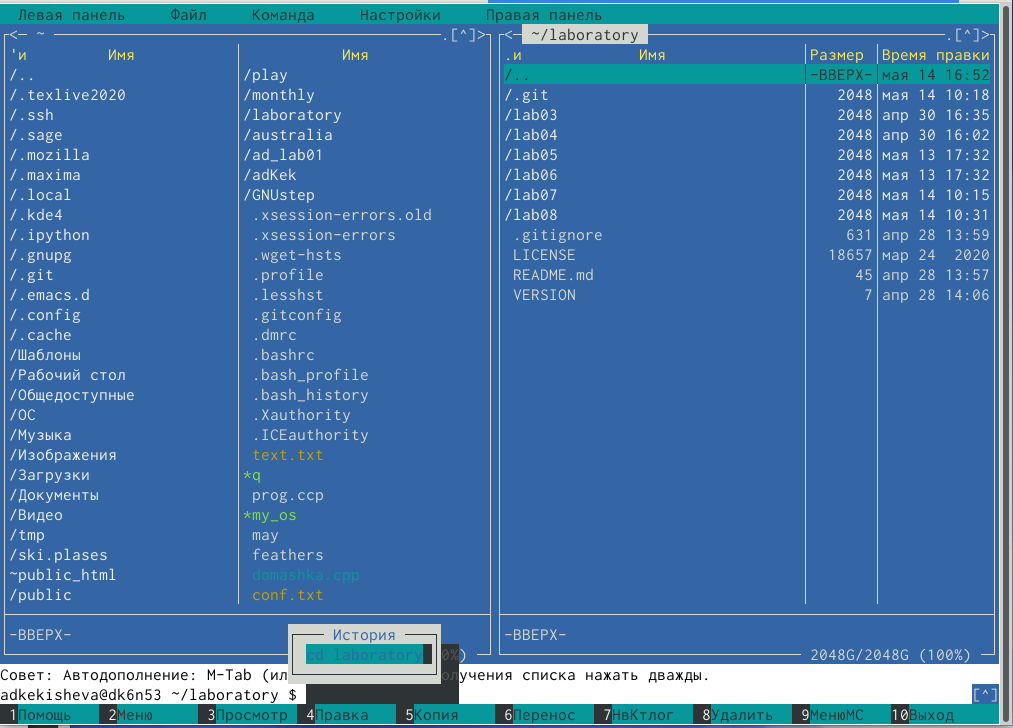 Левая панель Файл Команда Настройки Правая панель
<— ~ .[^]> <— ~/laboratory .[^]>
'и Имя Имя .и Имя Размер Время правки
/.. /play /.. -ВВЕРХ- мая 14 16:52
/.texlive2020 /monthly /.git 2048 мая 14 10:18
/.ssh /laboratory /lab03 2048 апр 30 16:35
/.sage /australia /lab04 2048 апр 30 16:02
/.mozilla /ad_lab01 /lab05 2048 мая 13 17:32
/.maxima /adKek /lab06 2048 мая 13 17:32
/.local /GNUstep /lab07 2048 мая 14 10:15
/.kde4 .xsession-errors.old /lab08 2048 мая 14 10:31
/.ipython .xsession-errors .gitignore 631 апр 28 13:59
/.gnupg .wget-hsts LICENSE 18657 мар 24 2020
/.git .profile README.md 45 апр 28 13:57
/.emacs.d .lesshst VERSION 7 апр 28 14:06
/.config .gitconfig
/.cache .dmrc
/Шаблоны .bashrc
/Рабочий стол .bash_profile
/Общедоступные .bash_history
/ОС .Xauthority
/Музыка .ICEauthority
/Изображения text.txt
/Загрузки *q
/Документы prog.ccp
/Видео *my_os
/tmp may
/ski.plases feathers
~public_html domashka.cpp
/public conf.txt
-ВВЕРХ- -ВВЕРХ-
История
cd laboratory 0%) 2048G/2048G (100%)
Совет: Автодополнение: M-Tab (ил олучения списка нажать дважды.
adkekisheva@dk6n53 ~/laboratory $ [^]
1Помощь 2Меню 3Просмотр 4Правка 5Копия 6Перенос 7НвКтлог 8Удалить 9МенюМС 10Выход